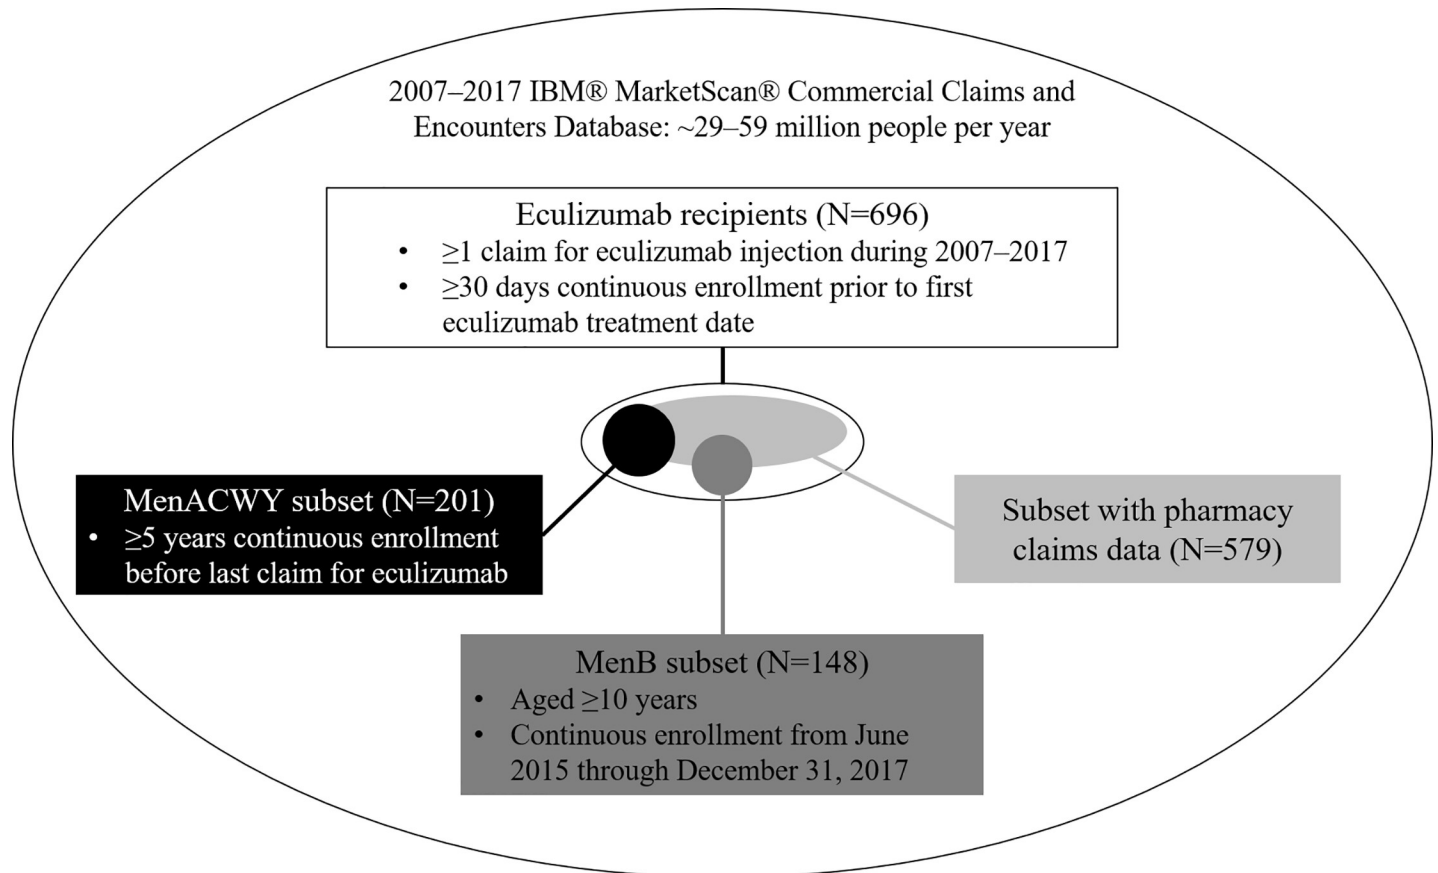 2007–2017 IBM® MarketScan® Commercial Claims and
Encounters Database: ~29–59 million people per year
Eculizumab recipients (N=696)
• ≥1 claim for eculizumab injection during 2007–2017
• ≥30 days continuous enrollment prior to first
eculizumab treatment date
MenACWY subset (N=201)
• ≥5 years continuous enrollment
before last claim for eculizumab
Subset with pharmacy
claims data (N=579)
MenB subset (N=148)
• Aged ≥10 years
• Continuous enrollment from June
2015 through December 31, 2017